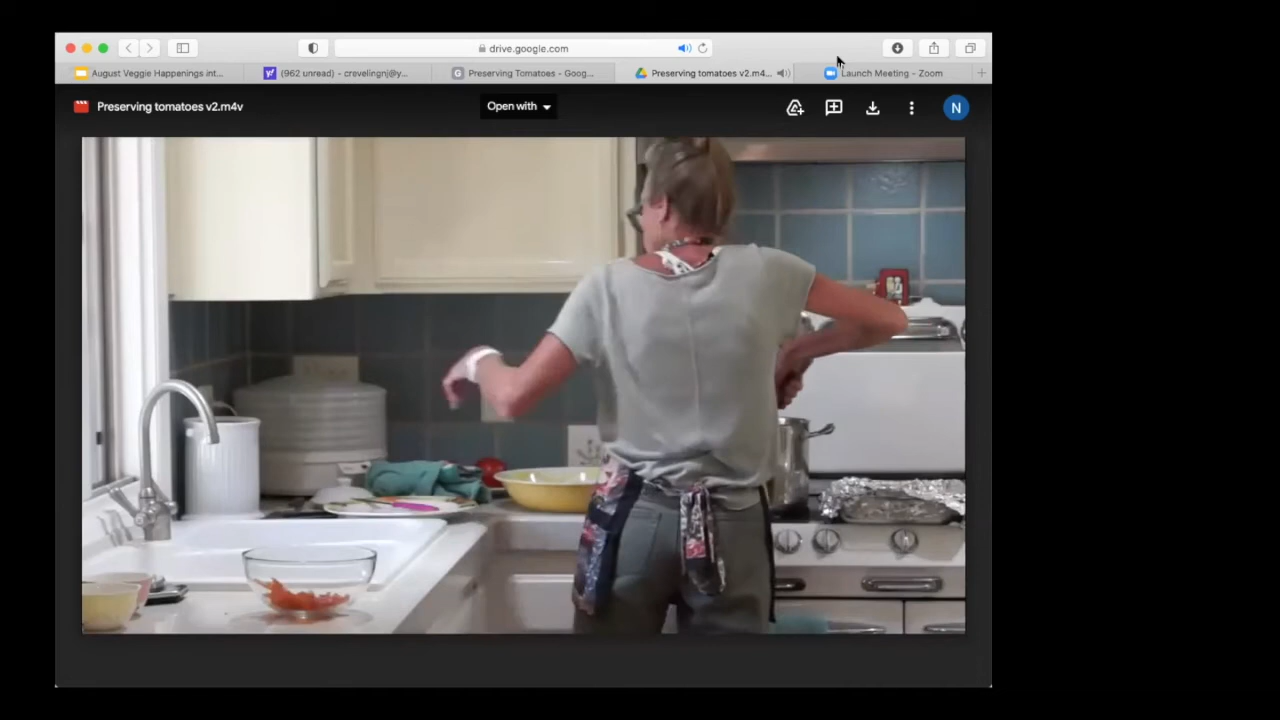 drive.google.com
August Veggie Happenings int...
(962 unread) - crevelingnj@y...
Preserving Tomatoes - Goog...
Preserving tomatoes v2.m4...
Launch Meeting - Zoom
Preserving tomatoes v2.m4v
Open with
N